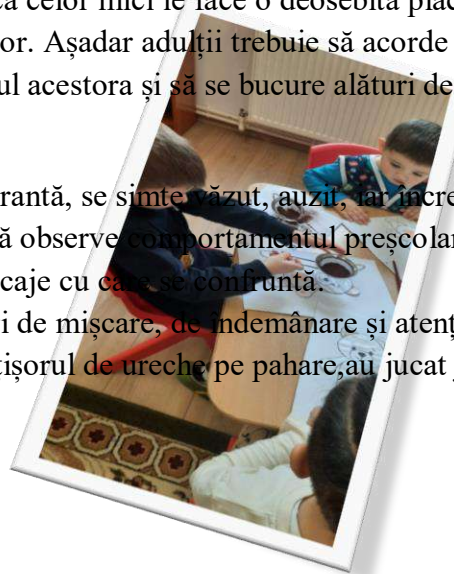 ca celor mici le face o deosebită plac
or. Așadar adulții trebuie să acorde
ul acestora și să se bucure alături de
rantă, se simte văzut, auzit, iar încre
ă observe comportamentul preșcolar
caje cu care se confruntă.
i de mișcare, de îndemânare și atenț
țișorul de ureche pe pahare,au jucat